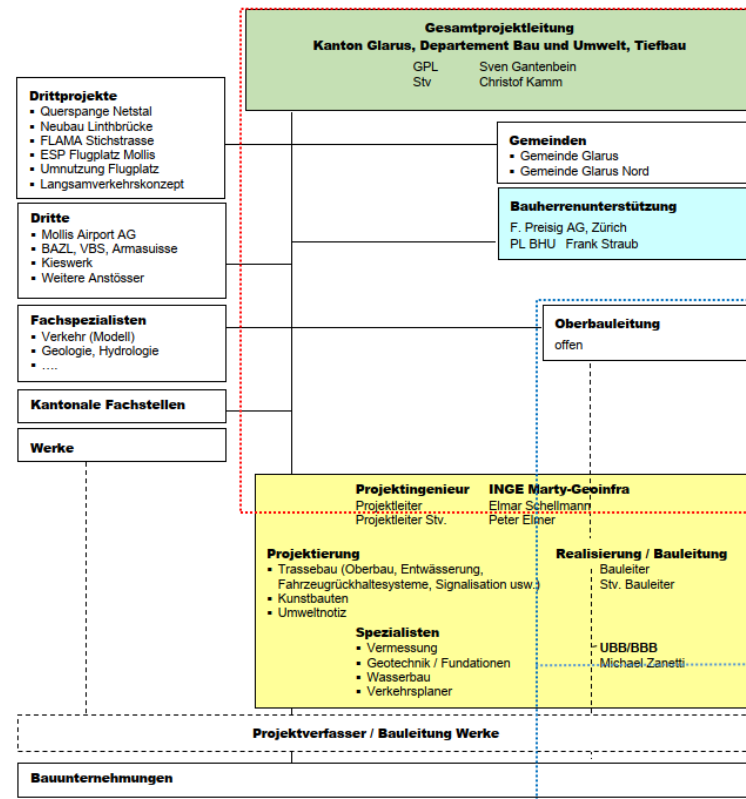 Gesamtprojektleitung
Kanton Glarus, Departement Bau und Umwelt, Tiefbau
GPL Sven Gantenbein
Stv Christof Kamm
Drittprojekte
▪ Querspange Netstal
▪ Neubau Linthbrücke
▪ FLAMA Stichstrasse
▪ ESP Flugplatz Mollis
▪ Umnutzung Flugplatz
▪ Langsamverkehrskonzept
Gemeinden
▪ Gemeinde Glarus
▪ Gemeinde Glarus Nord
Bauherrenunterstützung
F. Preisig AG, Zürich
PL BHU Frank Straub
Dritte
▪ Mollis Airport AG
▪ BAZL, VBS, Armasuisse
▪ Kieswerk
▪ Weitere Anstösser
Fachspezialisten
▪ Verkehr (Modell)
▪ Geologie, Hydrologie
▪ ....
Oberbauleitung
offen
Kantonale Fachstellen
Werke
Projektingenieur INGE Marty-Geoinfra
Projektleiter Elmar Schellmann
Projektleiter Stv. Peter Elmer
Projektierung
▪ Trassebau (Oberbau, Entwässerung,
Fahrzeugrückhaltesysteme, Signalisation usw.)
▪ Kunstbauten
▪ Umweltnotiz
Realisierung / Bauleitung
Bauleiter
Stv. Bauleiter
Spezialisten
▪ Vermessung
▪ Geotechnik / Fundationen
▪ Wasserbau
▪ Verkehrsplaner
UBB/BBB
Michael Zanetti
Projektverfasser / Bauleitung Werke
Bauunternehmungen